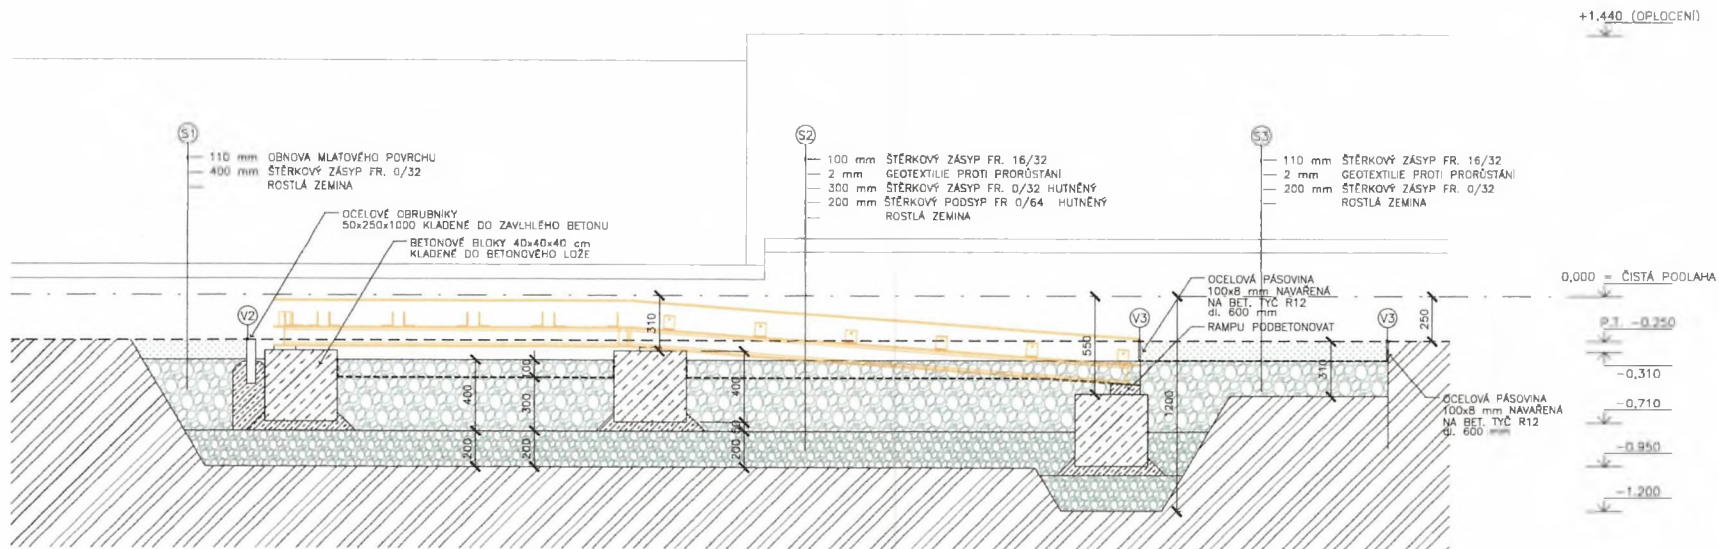 +1,440 (OPLOCENÍ)
S1
110 mm OBNOVA MLATOVÉHO POVRCHU
400 mm ŠTĚRKOVÝ ZÁSYP FR. 0/32
ROSTLÁ ZEMINA
OCELOVÉ OBRUBNIKY
50x250x1000 KLADENÉ DO ZAVLHLÉHO BETONU
BETONOVÉ BLOKY 40x40x40 cm
KLADENÉ DO BETONOVÉHO LOŽE
S2
100 mm ŠTĚRKOVÝ ZÁSYP FR. 16/32
2 mm GEOTEXTILIE PROTI PRORŮSTÁNÍ
300 mm ŠTĚRKOVÝ ZÁSYP FR. 0/32 HUTNĚNÝ
200 mm ŠTĚRKOVÝ PODSYP FR 0/64 HUTNĚNÝ
ROSTLÁ ZEMINA
S3
110 mm ŠTĚRKOVÝ ZÁSYP FR. 16/32
2 mm GEOTEXTILIE PROTI PRORŮSTÁNÍ
200 mm ŠTĚRKOVÝ ZÁSYP FR. 0/32
ROSTLÁ ZEMINA
0,000 = ČISTÁ PODLAHA
OCELOVÁ PÁSOVINA
100x8 mm NAVAŘENÁ
NA BET. TYČ R12
dl. 600 mm
RAMPU PODBETONOVAT
V2
V3
V3
310
550
250
P.T. -0.250
310
-0,310
100
400
300
400
1200
OCELOVÁ PÁSOVINA
100x8 mm NAVAŘENÁ
NA BET. TYČ R12
dl. 600 mm
-0,710
50
200
200
200
-0.950
-1.200